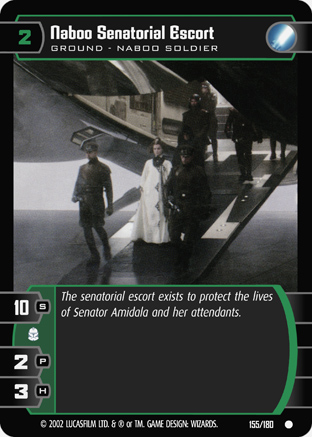 2 Naboo Senatorial Escort
GROUND - NABOO SOLDIER
10 S
The senatorial escort exists to protect the lives
of Senator Amidala and her attendants.
2 P
3 H
© 2002 LUCASFILM LTD. & ® or TM. GAME DESIGN: WIZARDS. 155/180